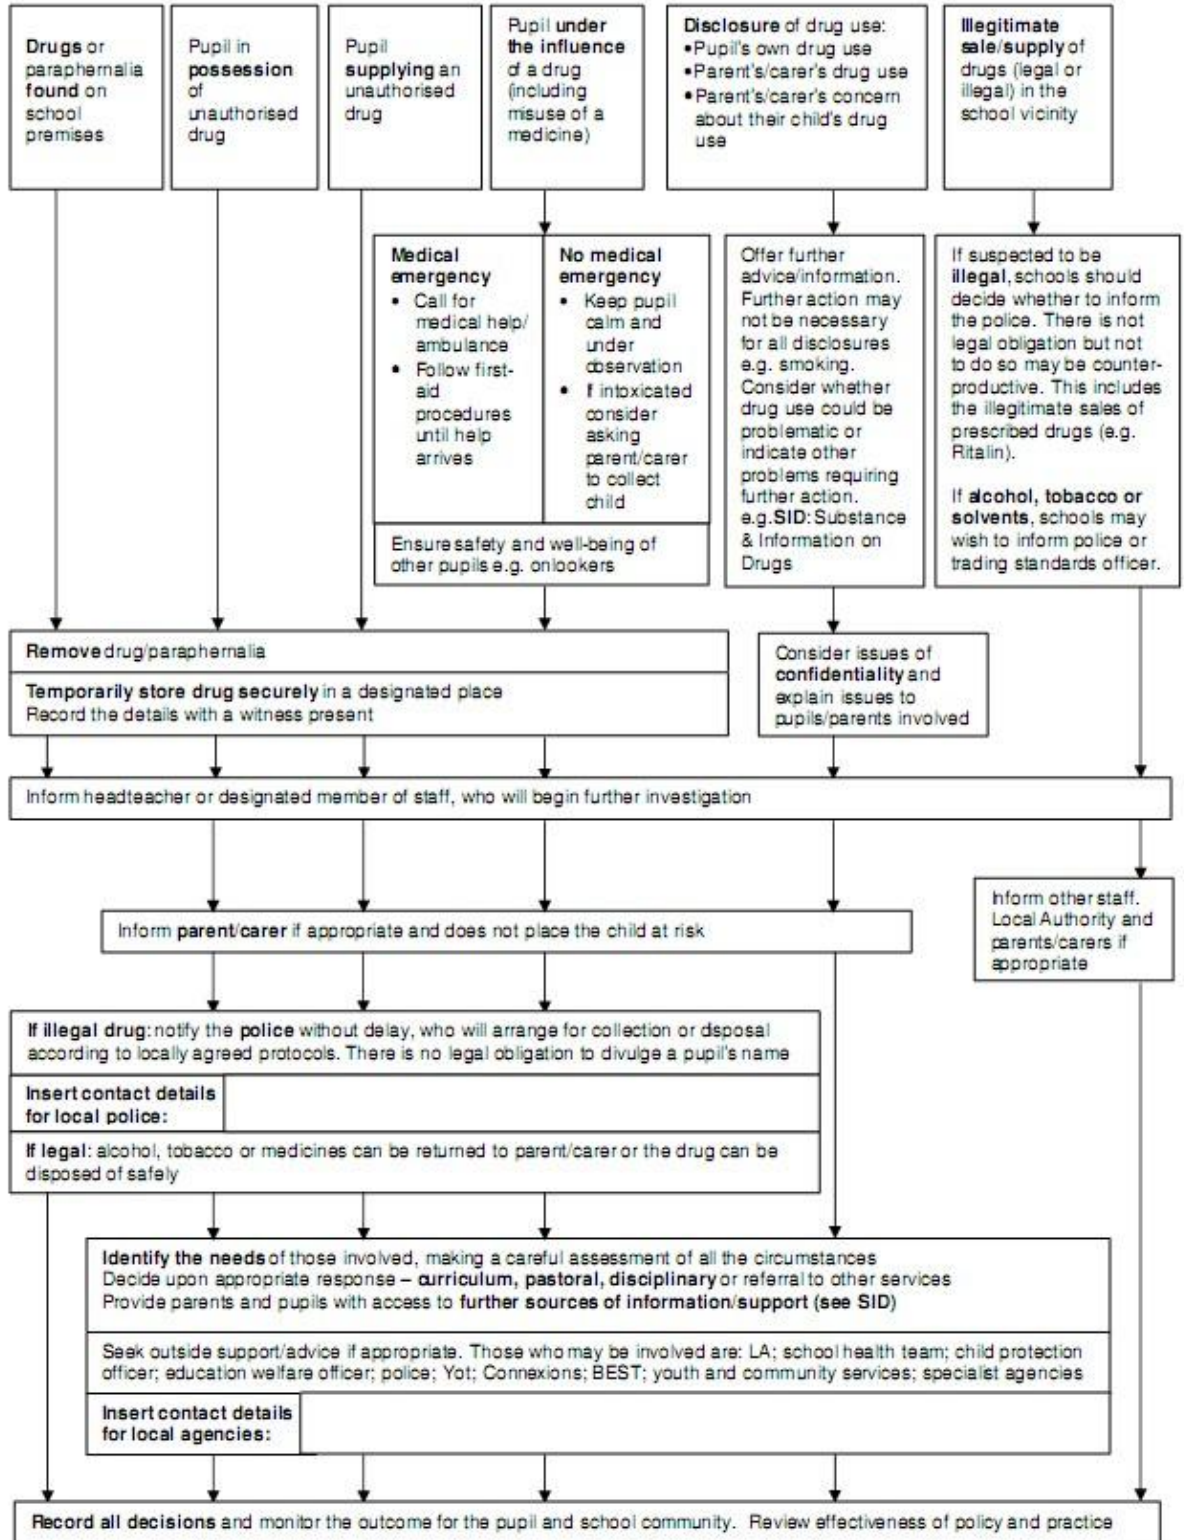 Drugs or
paraphernalia
found on
school
premises
Pupil in
possession
of
unauthorised
drug
Pupil
supplying an
unauthorised
drug
Pupil under
the influence
of a drug
(including
misuse of a
medicine)
Disclosure of drug use:
•Pupil's own drug use
•Parent's/carer's drug use
•Parent's/carer's concern
about their child's drug
use
Illegitimate
sale/supply of
drugs (legal or
illegal) in the
school vicinity
Medical
emergency
• Call for
medical help/
ambulance
• Follow first-
aid
procedures
until help
arrives
No medical
emergency
• Keep pupil
calm and
under
observation
• If intoxicated
consider
asking
parent/carer
to collect
child
Ensure safety and well-being of
other pupils e.g. onlookers
Offer further
advice/information.
Further action may
not be necessary
for all disclosures
e.g. smoking.
Consider whether
drug use could be
problematic or
indicate other
problems requiring
further action.
e.g.SID: Substance
& Information on
Drugs
If suspected to be
illegal, schools should
decide whether to inform
the police. There is not
legal obligation but not
to do so may be counter-
productive. This includes
the illegitimate sales of
prescribed drugs (e.g.
Ritalin).
If alcohol, tobacco or
solvents, schools may
wish to inform police or
trading standards officer.
Remove drug/paraphernalia
Temporarily store drug securely in a designated place
Record the details with a witness present
Consider issues of
confidentiality and
explain issues to
pupils/parents involved
Inform headteacher or designated member of staff, who will begin further investigation
Inform parent/carer if appropriate and does not place the child at risk
Inform other staff.
Local Authority and
parents/carers if
appropriate
If illegal drug: notify the police without delay, who will arrange for collection or disposal
according to locally agreed protocols. There is no legal obligation to divulge a pupil's name
Insert contact details
for local police:
If legal: alcohol, tobacco or medicines can be returned to parent/carer or the drug can be
disposed of safely
Identify the needs of those involved, making a careful assessment of all the circumstances
Decide upon appropriate response – curriculum, pastoral, disciplinary or referral to other services
Provide parents and pupils with access to further sources of information/support (see SID)
Seek outside support/advice if appropriate. Those who may be involved are: LA; school health team; child protection
officer; education welfare officer; police; Yot; Connexions; BEST; youth and community services; specialist agencies
Insert contact details
for local agencies:
Record all decisions and monitor the outcome for the pupil and school community. Review effectiveness of policy and practice